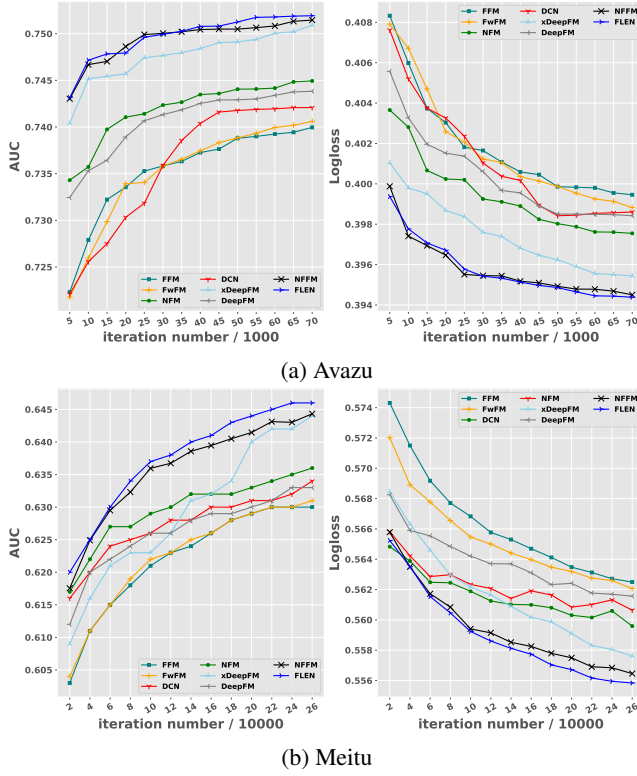 0.750
0.745
0.740
0.735
0.730
0.725
AUC
FFM
FwFM
NFM
DCN
xDeepFM
DeepFM
NFFM
FLEN
5 10 15 20 25 30 35 40 45 50 55 60 65 70
iteration number / 1000
0.408
0.406
0.404
0.402
0.400
0.398
0.396
0.394
Logloss
FFM
FwFM
NFM
DCN
xDeepFM
DeepFM
NFFM
FLEN
5 10 15 20 25 30 35 40 45 50 55 60 65 70
iteration number / 1000
(a) Avazu
0.645
0.640
0.635
0.630
0.625
0.620
0.615
0.610
0.605
AUC
FFM
FwFM
DCN
NFM
xDeepFM
DeepFM
NFFM
FLEN
2 4 6 8 10 12 14 16 18 20 22 24 26
iteration number / 10000
0.574
0.572
0.570
0.568
0.566
0.564
0.562
0.560
0.558
0.556
Logloss
FFM
FwFM
DCN
NFM
xDeepFM
DeepFM
NFFM
FLEN
2 4 6 8 10 12 14 16 18 20 22 24 26
iteration number / 10000
(b) Meitu